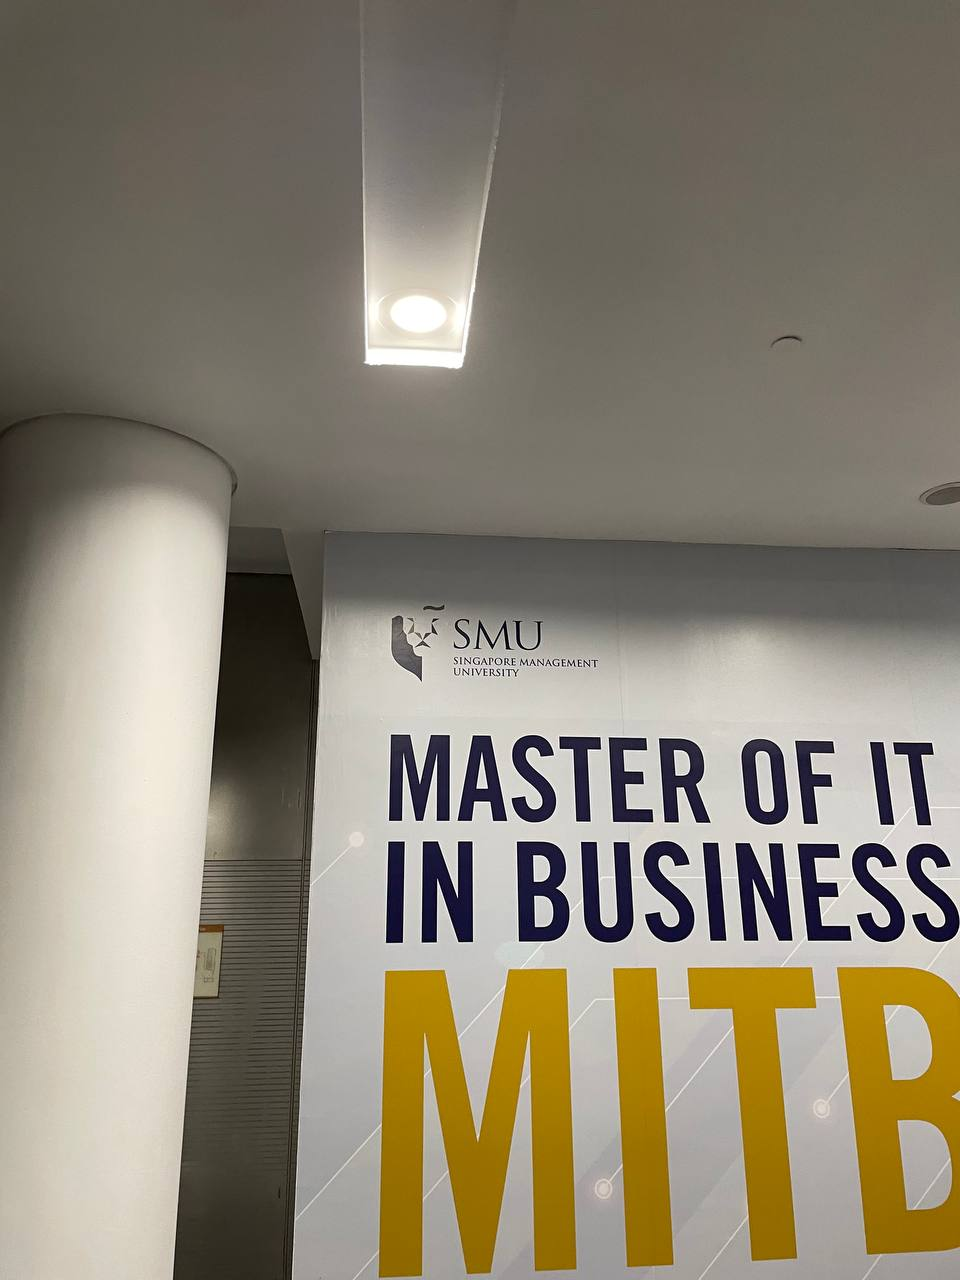 SMU
SINGAPORE MANAGEMENT
UNIVERSITY
MASTER OF IT
IN BUSINESS
MITB